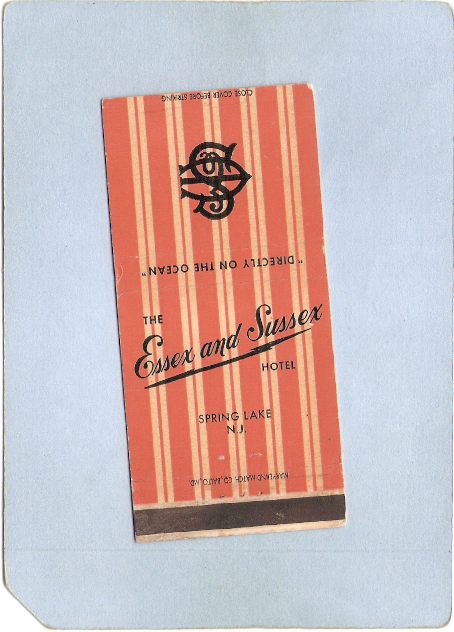 CLOSE COVER BEFORE STRIKING
"DIRECTLY ON THE OCEAN"
THE
Essex and Sussex
HOTEL
SPRING LAKE
N.J.
MARYLAND MATCH CO., BALTO., MD.